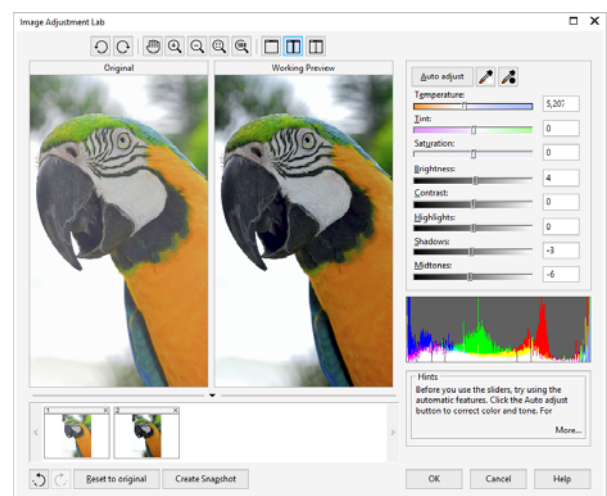 Image Adjustment Lab
Original
Working Preview
Auto adjust
Temperature:
5,207
Tint:
0
Saturation:
0
Brightness:
4
Contrast:
0
Highlights:
0
Shadows:
-3
Midtones:
-6
Hints
Before you use the sliders, try using the
automatic features. Click the Auto adjust
button to correct color and tone. For
More...
1
2
Reset to original
Create Snapshot
OK
Cancel
Help